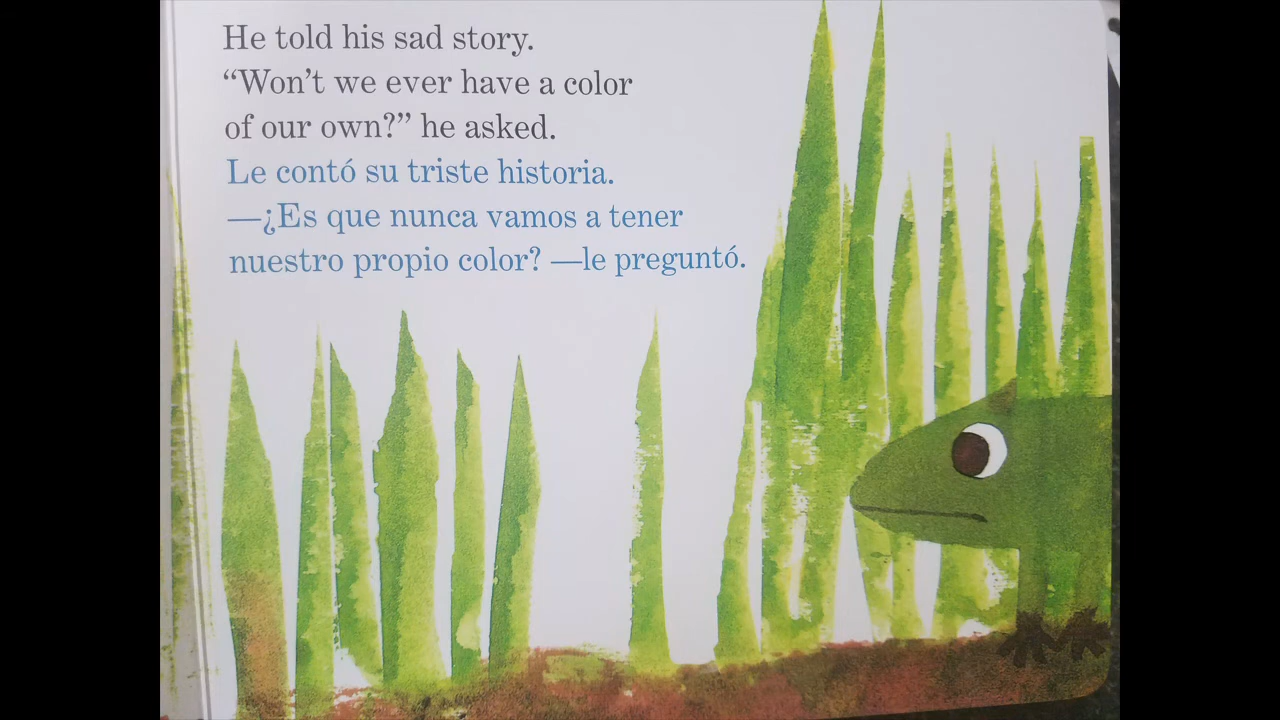 He told his sad story.
“Won’t we ever have a color
of our own?” he asked.
Le contó su triste historia.
—¿Es que nunca vamos a tener
nuestro propio color? —le preguntó.